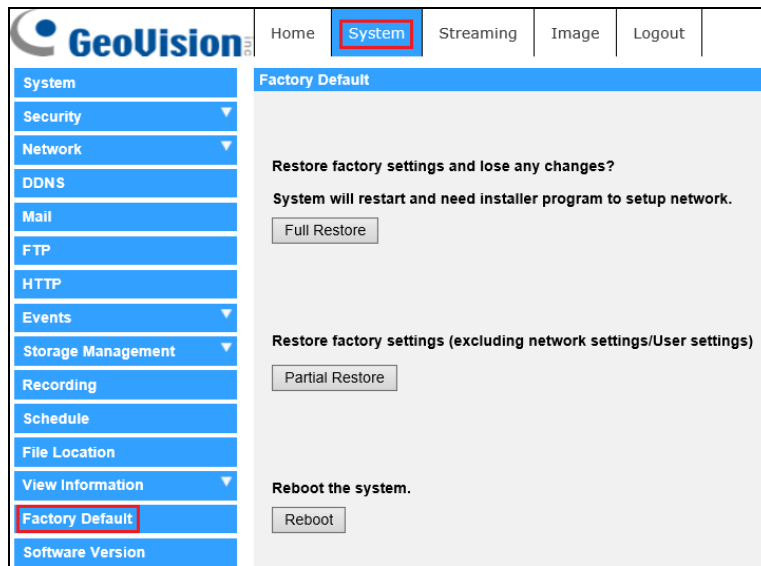 GeoVision inc
Home System Streaming Image Logout
System
Security
Network
DDNS
Mail
FTP
HTTP
Events
Storage Management
Recording
Schedule
File Location
View Information
Factory Default
Software Version
Factory Default
Restore factory settings and lose any changes?
System will restart and need installer program to setup network.
Full Restore
Restore factory settings (excluding network settings/User settings)
Partial Restore
Reboot the system.
Reboot